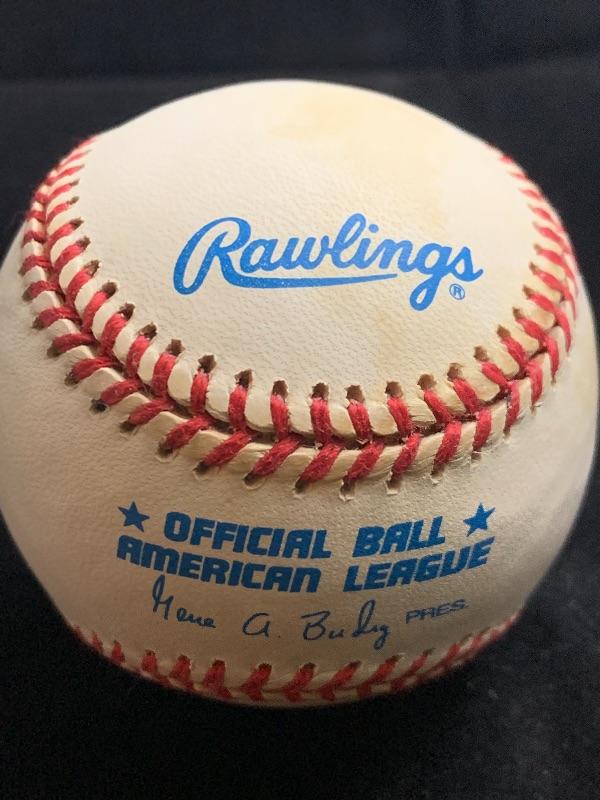 Rawlings®
★ OFFICIAL BALL ★
AMERICAN LEAGUE
Gene A. Budig PRES.